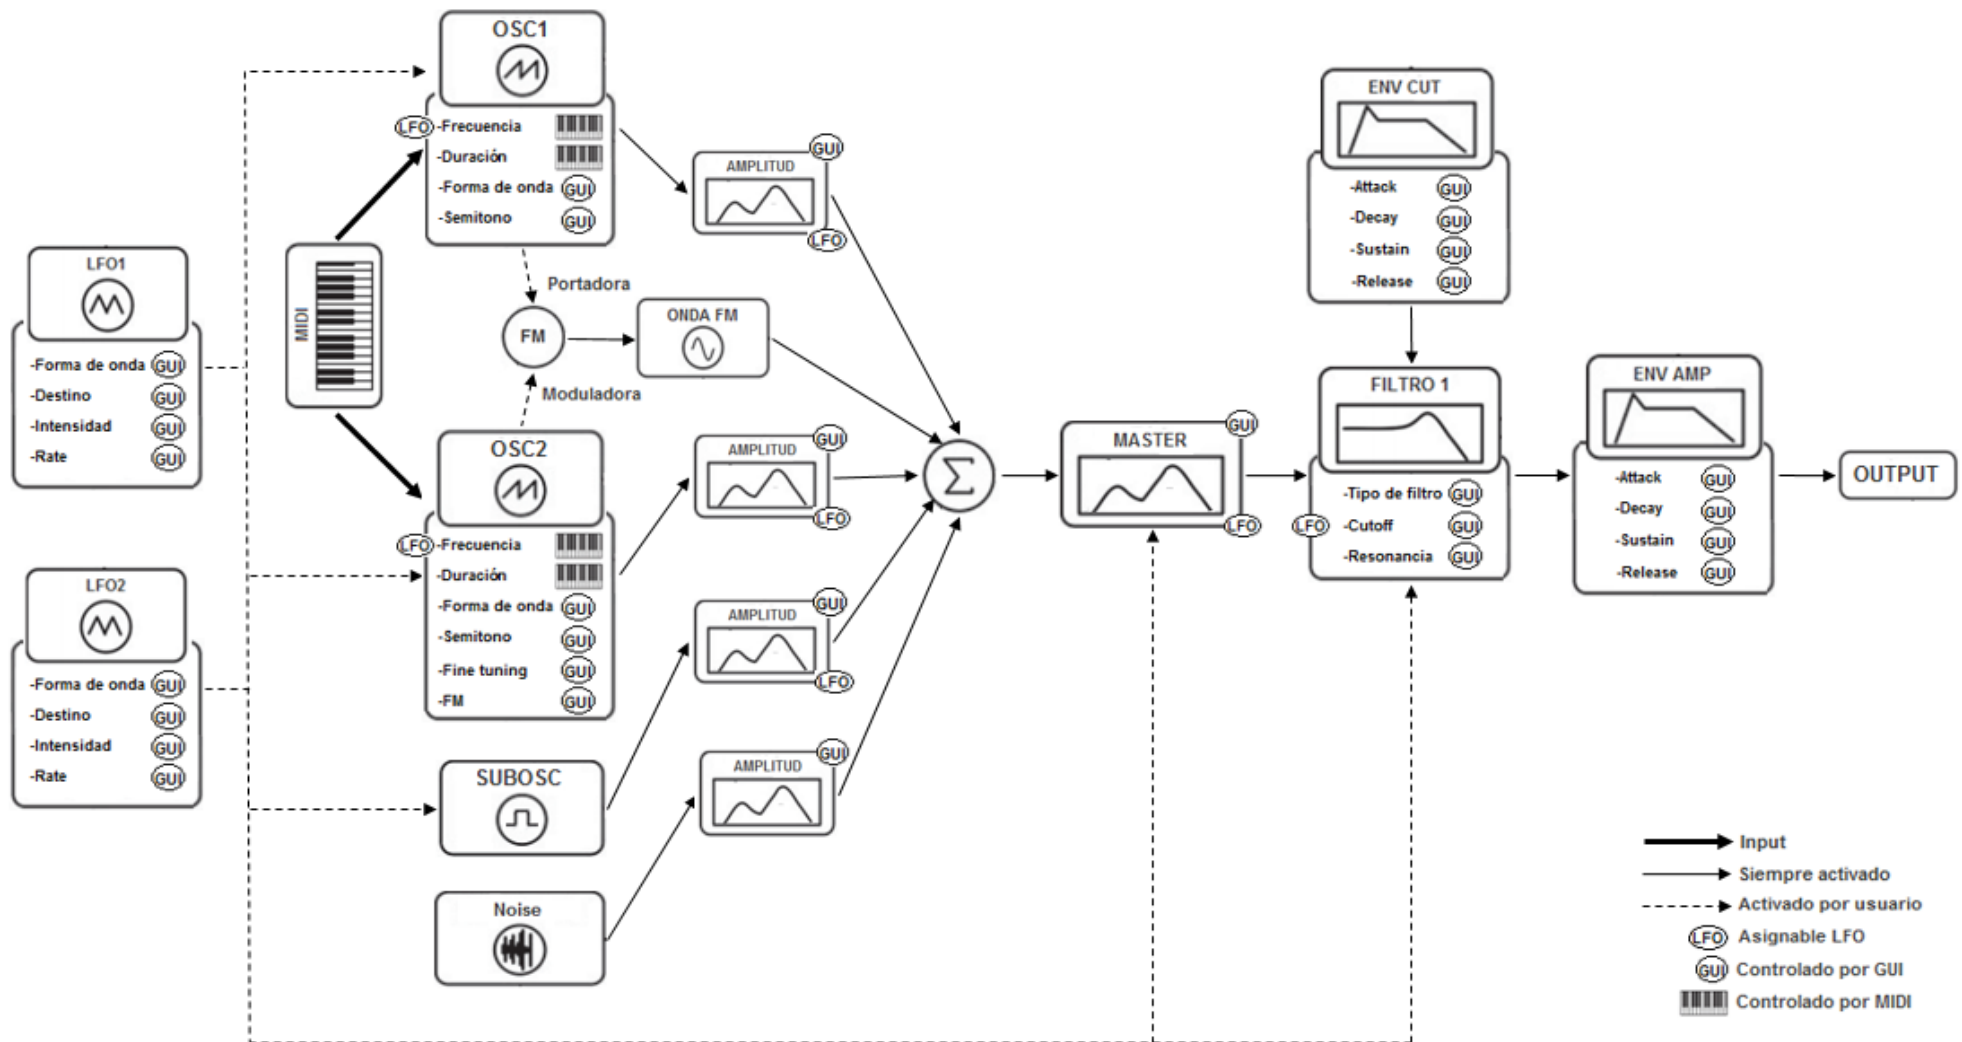 OSC1
LFO -Frecuencia
-Duración
-Forma de onda GUI
-Semitono GUI
AMPLITUD GUI
LFO
LFO1
-Forma de onda GUI
-Destino GUI
-Intensidad GUI
-Rate GUI
MIDI
Portadora
FM
Moduladora
ONDA FM
OSC2
LFO -Frecuencia
-Duración
-Forma de onda GUI
-Semitono GUI
-Fine tuning GUI
-FM GUI
AMPLITUD GUI
LFO
LFO2
-Forma de onda GUI
-Destino GUI
-Intensidad GUI
-Rate GUI
AMPLITUD GUI
LFO
SUBOSC
AMPLITUD GUI
Noise
Σ
MASTER GUI
LFO
ENV CUT
-Attack GUI
-Decay GUI
-Sustain GUI
-Release GUI
FILTRO 1
-Tipo de filtro GUI
LFO -Cutoff GUI
-Resonancia GUI
ENV AMP
-Attack GUI
-Decay GUI
-Sustain GUI
-Release GUI
OUTPUT
Input
Siempre activado
Activado por usuario
LFO Asignable LFO
GUI Controlado por GUI
Controlado por MIDI